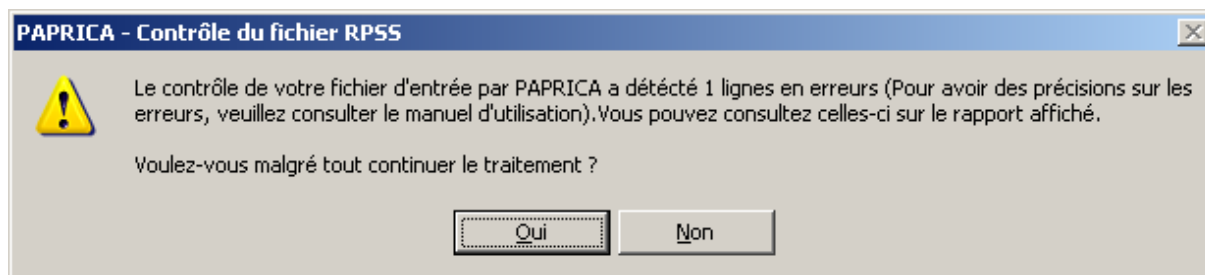 PAPRICA - Contrôle du fichier RPSS
Le contrôle de votre fichier d'entrée par PAPRICA a détécté 1 lignes en erreurs (Pour avoir des précisions sur les
erreurs, veuillez consulter le manuel d'utilisation).Vous pouvez consultez celles-ci sur le rapport affiché.
Voulez-vous malgré tout continuer le traitement ?
Oui
Non